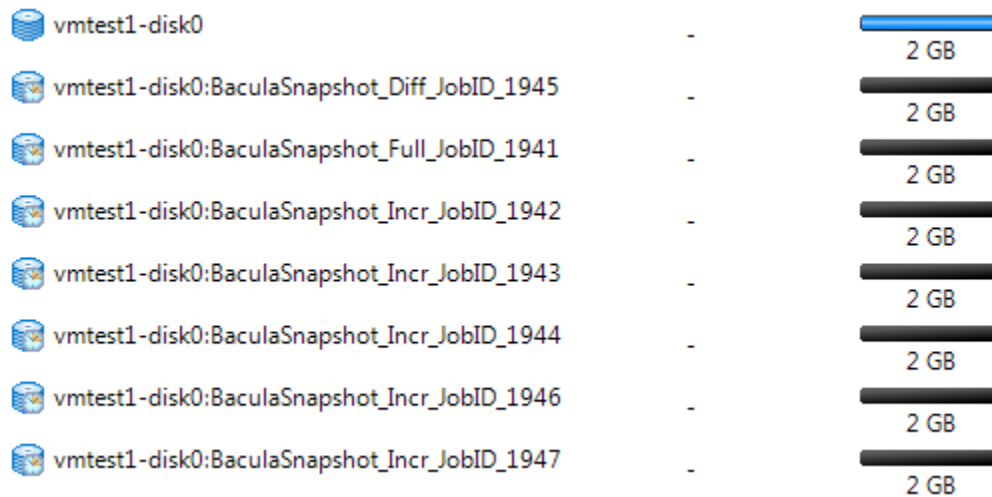 vmtest1-disk0 -
2 GB
vmtest1-disk0:BaculaSnapshot_Diff_JobID_1945 -
2 GB
vmtest1-disk0:BaculaSnapshot_Full_JobID_1941 -
2 GB
vmtest1-disk0:BaculaSnapshot_Incr_JobID_1942 -
2 GB
vmtest1-disk0:BaculaSnapshot_Incr_JobID_1943 -
2 GB
vmtest1-disk0:BaculaSnapshot_Incr_JobID_1944 -
2 GB
vmtest1-disk0:BaculaSnapshot_Incr_JobID_1946 -
2 GB
vmtest1-disk0:BaculaSnapshot_Incr_JobID_1947 -
2 GB